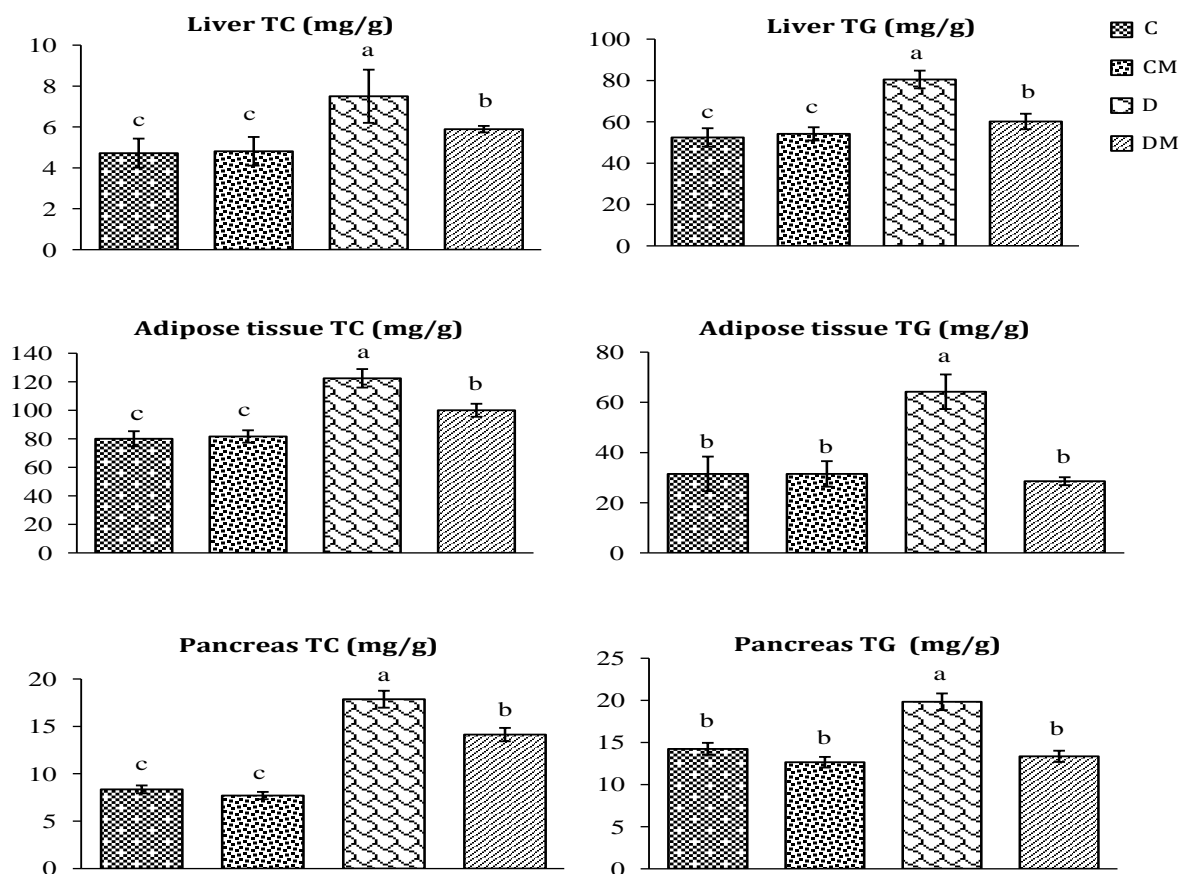 Liver TC (mg/g)
10
8
6
4
2
0
c
c
a
b
Liver TG (mg/g)
100
80
60
40
20
0
c
c
a
b
C
CM
D
DM
Adipose tissue TC (mg/g)
140
120
100
80
60
40
20
0
c
c
a
b
Adipose tissue TG (mg/g)
80
60
40
20
0
b
b
a
b
Pancreas TC (mg/g)
20
15
10
5
0
c
c
a
b
Pancreas TG (mg/g)
25
20
15
10
5
0
b
b
a
b